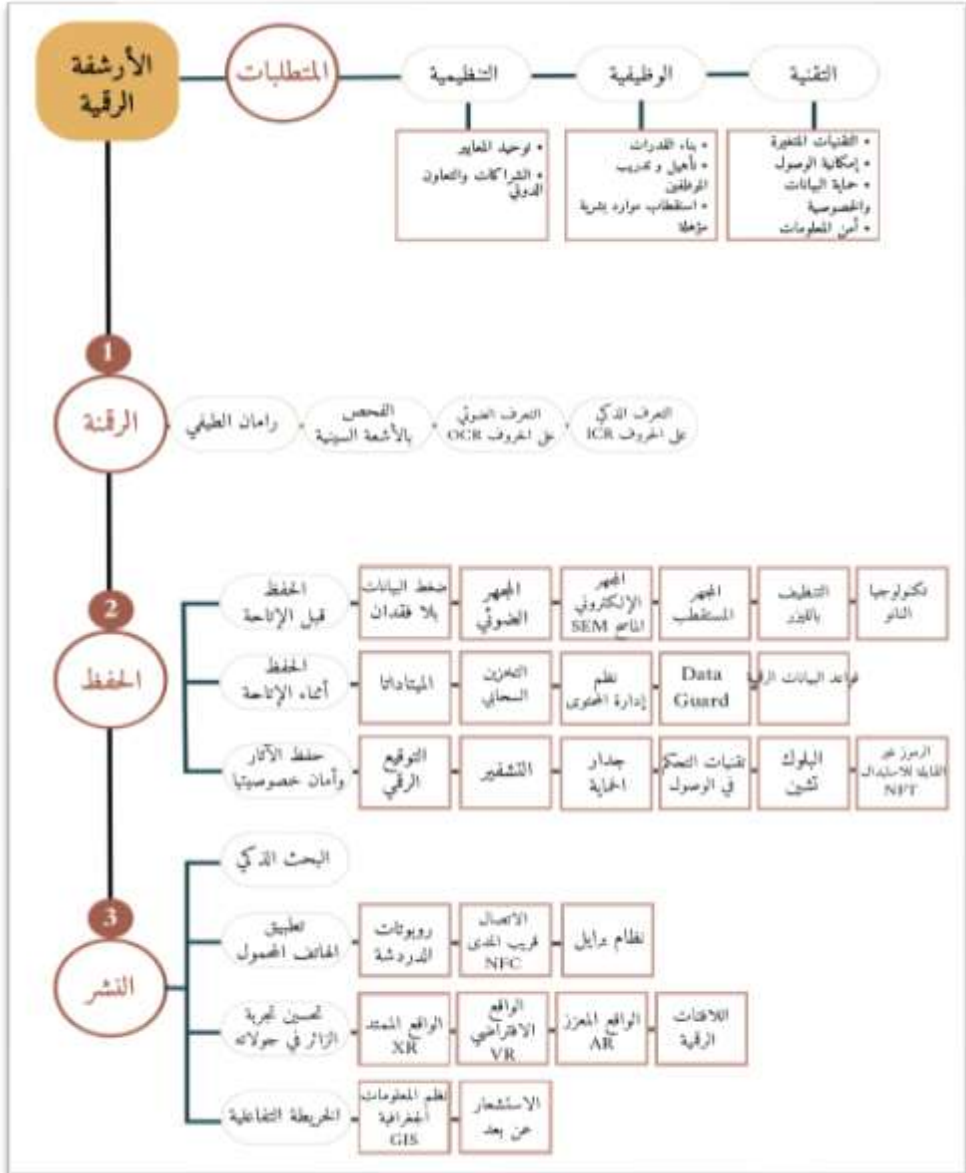 الأرشفة
الرقمية
المتطلبات
التنظيمية
الوظيفية
التقنية
• توحيد المعايير
• الشراكات والتعاون
الدولي
• بناء القدرات
• تأهيل وتدريب
الموظفين
• استقطاب موارد بشرية
مؤهلة
• التقنيات المتغيرة
• إمكانية الوصول
• حماية البيانات
والخصوصية
• أمن المعلومات
1
الرقمنة
رامان الطيفي
الفحص
بالأشعة السينية
التعرف الضوئي
على الحروف OCR
التعرف الذكي
على الحروف ICR
2
الحفظ
الحفظ
قبل الإتاحة
ضغط البيانات
بلا فقدان
المجهر
الضوئي
المجهر
الإلكتروني
الماسح SEM
المجهر
المستقطب
التنظيف
بالليزر
تكنولوجيا
النانو
الحفظ
أثناء الإتاحة
الميتاداتا
التخزين
السحابي
نظم
إدارة المحتوى
Data
Guard
قواعد البيانات الرقمية
حفظ الآثار
وأمان خصوصيتها
التوقيع
الرقمي
التشفير
جدار
الحماية
تقنيات التحكم
في الوصول
البلوك
تشين
الرموز غير
القابلة للاستبدال
NFT
3
النشر
البحث الذكي
تطبيق
الهاتف المحمول
روبوتات
الدردشة
الاتصال
قريب المدى
NFC
نظام برايل
تحسين تجربة
الزائر في جولاته
الواقع الممتد
XR
الواقع
الافتراضي
VR
الواقع المعزز
AR
اللافتات
الرقمية
الخريطة التفاعلية
نظم المعلومات
الجغرافية
GIS
الاستشعار
عن بعد